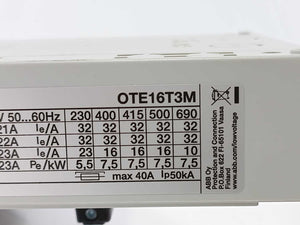 OTE16T3M
V 50...60Hz 230 400 415 500 690
21A Ie/A 32 32 32 32 32
22A Ie/A 32 32 32 32 32
23A Ie/A 23 16 16 16 10
23A Pe/kW 5,5 7,5 7,5 7,5 7,5
max 40A Ip50kA
ABB Oy
Protection and Connection
P.O.Box 622 FI-65101 Vaasa
Finland
www.abb.com/lowvoltage